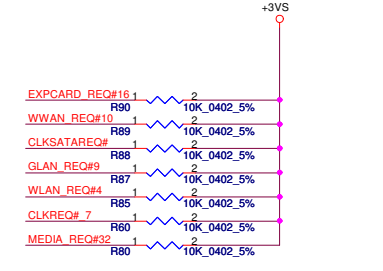 +3VS
EXPCARD_REQ#16 1 2
R90 10K_0402_5%
WWAN_REQ#10 1 2
R89 10K_0402_5%
CLKSATAREQ# 1 2
R88 10K_0402_5%
GLAN_REQ#9 1 2
R87 10K_0402_5%
WLAN_REQ#4 1 2
R85 10K_0402_5%
CLKREQ#_7 1 2
R60 10K_0402_5%
MEDIA_REQ#32 1 2
R80 10K_0402_5%